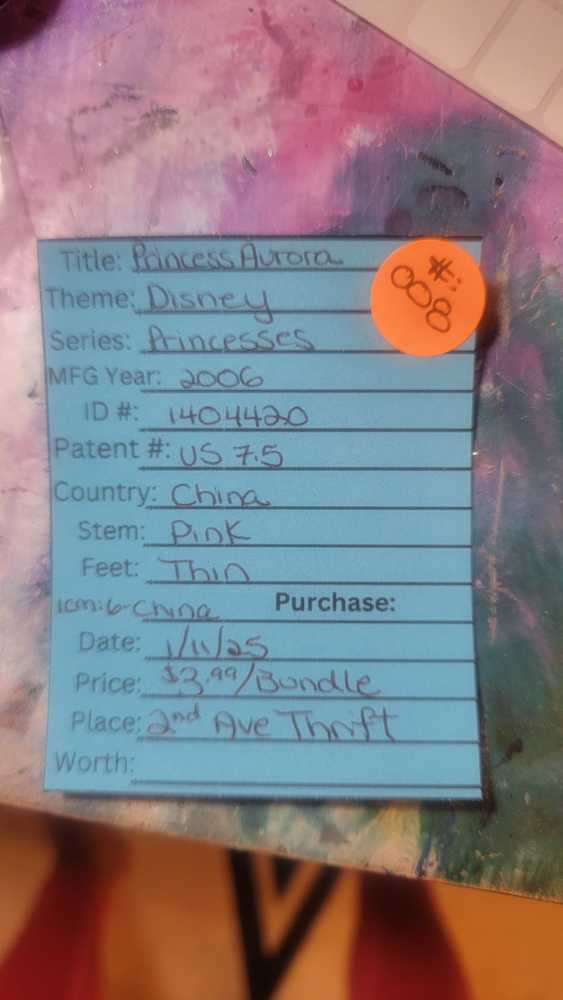 Title: Princess Aurora
#:
008
Theme: Disney
Series: Princesses
MFG Year: 2006
ID #: 1404420
Patent #: US 7.5
Country: China
Stem: Pink
Feet: Thin
China
Purchase:
Date: 1/11/25
Price: $3.99/Bundle
Place: 2nd Ave Thrift
Worth: